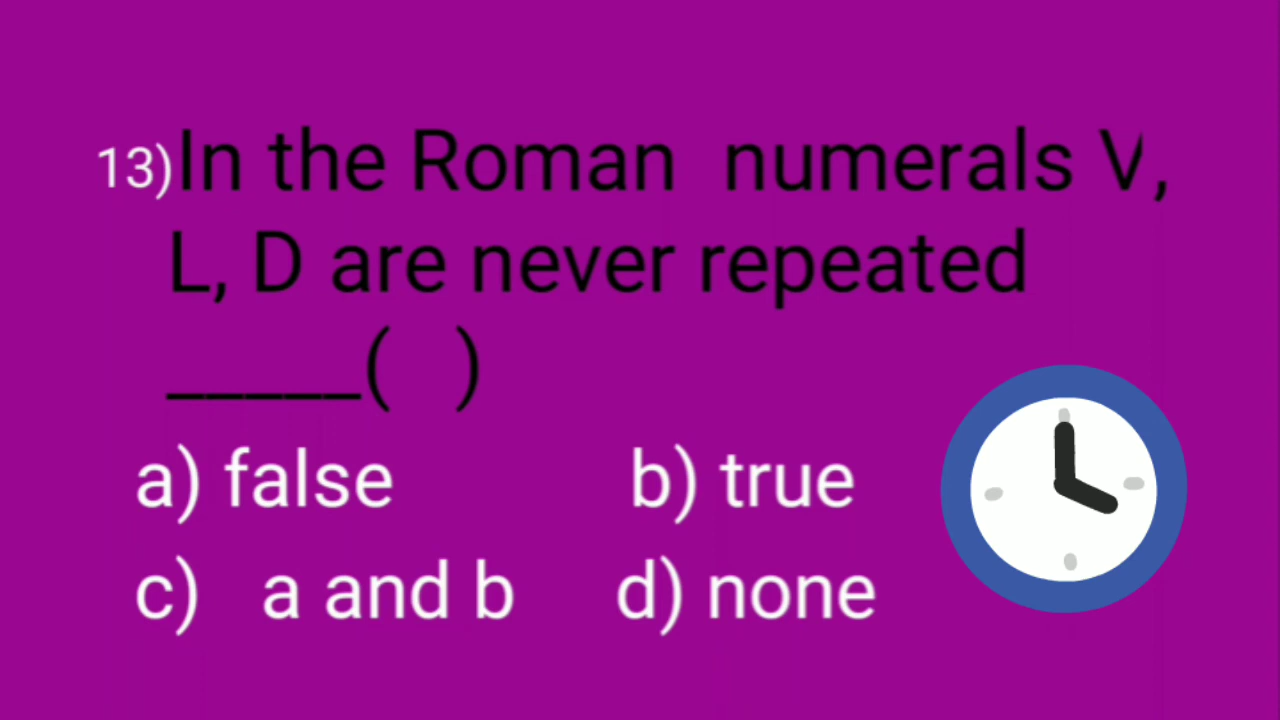 13)In the Roman numerals V,
L, D are never repeated
_____( )
a) false b) true
c) a and b d) none